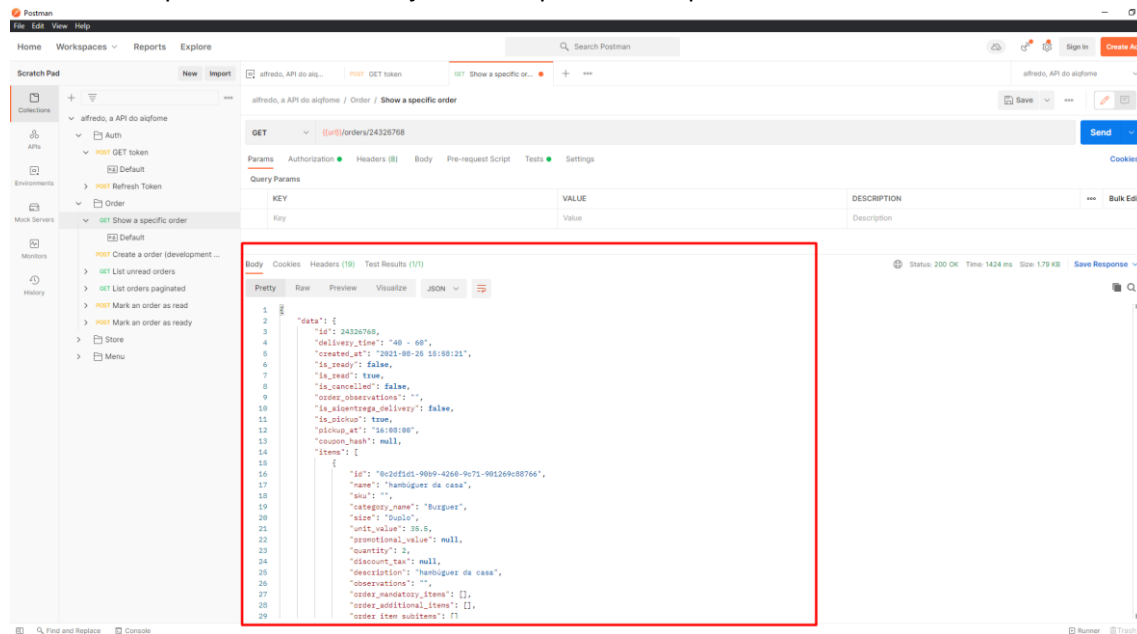 Postman
File Edit View Help
Home Workspaces Reports Explore
Search Postman
Sign In
Scratch Pad
New Import
alfredo, API do aiq...
POST GET token
GET Show a specific or...
alfredo, API do aiqfome
Collections
APIs
Environments
Mock Servers
Monitors
History
alfredo, a API do aiqfome
Auth
POST GET token
Default
POST Refresh Token
Order
GET Show a specific order
Default
POST Create a order (development ...
GET List unread orders
GET List orders paginated
POST Mark an order as read
POST Mark an order as ready
Store
Menu
alfredo, a API do aiqfome / Order / Show a specific order
Save
GET {{url}}/orders/24326768
Send
Params Authorization Headers (8) Body Pre-request Script Tests Settings
Cookies
Query Params
KEY VALUE DESCRIPTION
Key Value Description
Body Cookies Headers (19) Test Results (1/1)
Status: 200 OK Time: 1424 ms Size: 1.79 KB Save Response
Pretty Raw Preview Visualize JSON
1
2 "data": {
3 "id": 24326768,
4 "delivery_time": "40 - 60",
5 "created_at": "2021-08-25 15:50:21",
6 "is_ready": false,
7 "is_read": true,
8 "is_cancelled": false,
9 "order_observations": "",
10 "is_aiqentrega_delivery": false,
11 "is_pickup": true,
12 "pickup_at": "16:08:00",
13 "coupon_hash": null,
14 "items": [
15 {
16 "id": "0c2df1d1-90b9-4260-9c71-901269c88766",
17 "name": "hambúguer da casa",
18 "sku": "",
19 "category_name": "Burguer",
20 "size": "Duplo",
21 "unit_value": 35.5,
22 "promotional_value": null,
23 "quantity": 2,
24 "discount_tax": null,
25 "description": "hambúguer da casa",
26 "observations": "",
27 "order_mandatory_items": [],
28 "order_additional_items": [],
29 "order_item_subitems": []
Find and Replace Console
Runner Trash